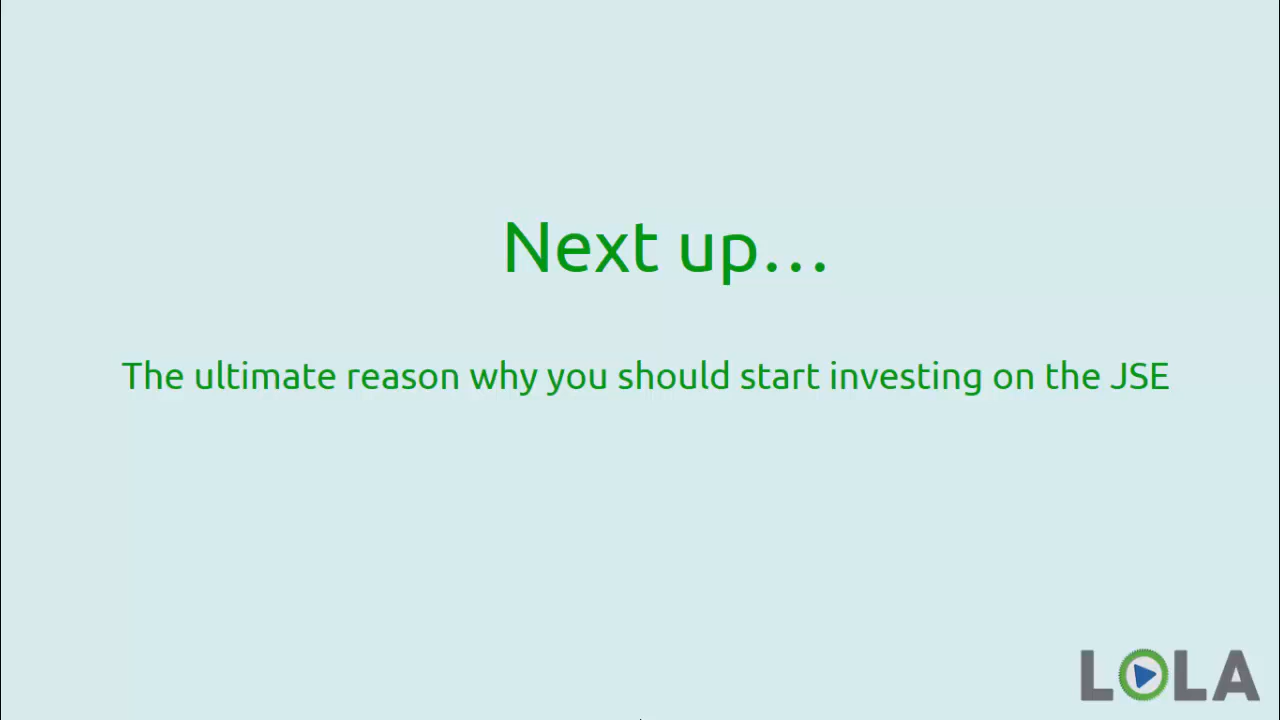 Next up...
The ultimate reason why you should start investing on the JSE
LOLA